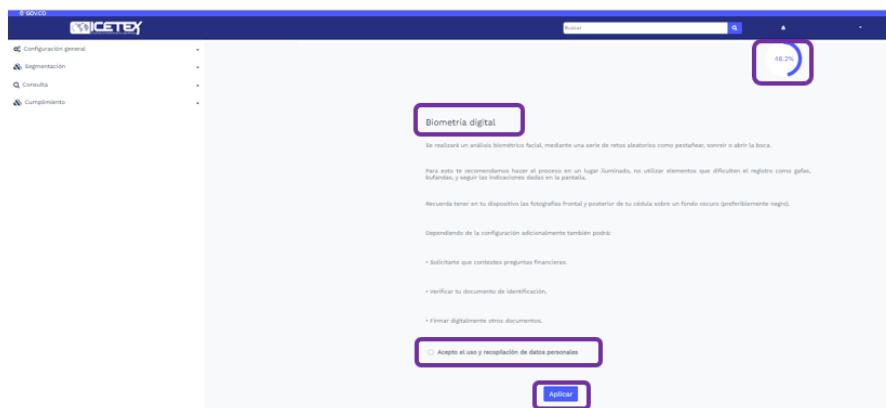 GOV.CO
ICETEX
Buscar
Configuración general
Segmentación
Consulta
Cumplimiento
46.2%
Biometría digital
Se realizará un análisis biométrico facial, mediante una serie de retos aleatorios como pestañear, sonreír o abrir la boca.
Para esto te recomendamos hacer el proceso en un lugar iluminado, no utilizar elementos que dificulten el registro como gafas,
bufandas, y seguir las indicaciones dadas en la pantalla.
Recuerda tener en tu dispositivo las fotografías frontal y posterior de tu cédula sobre un fondo oscuro (preferiblemente negro).
Dependiendo de la configuración adicionalmente también podrá:
• Solicitarte que contestes preguntas financieras.
• Verificar tu documento de identificación.
• Firmar digitalmente otros documentos.
Acepto el uso y recopilación de datos personales
Aplicar